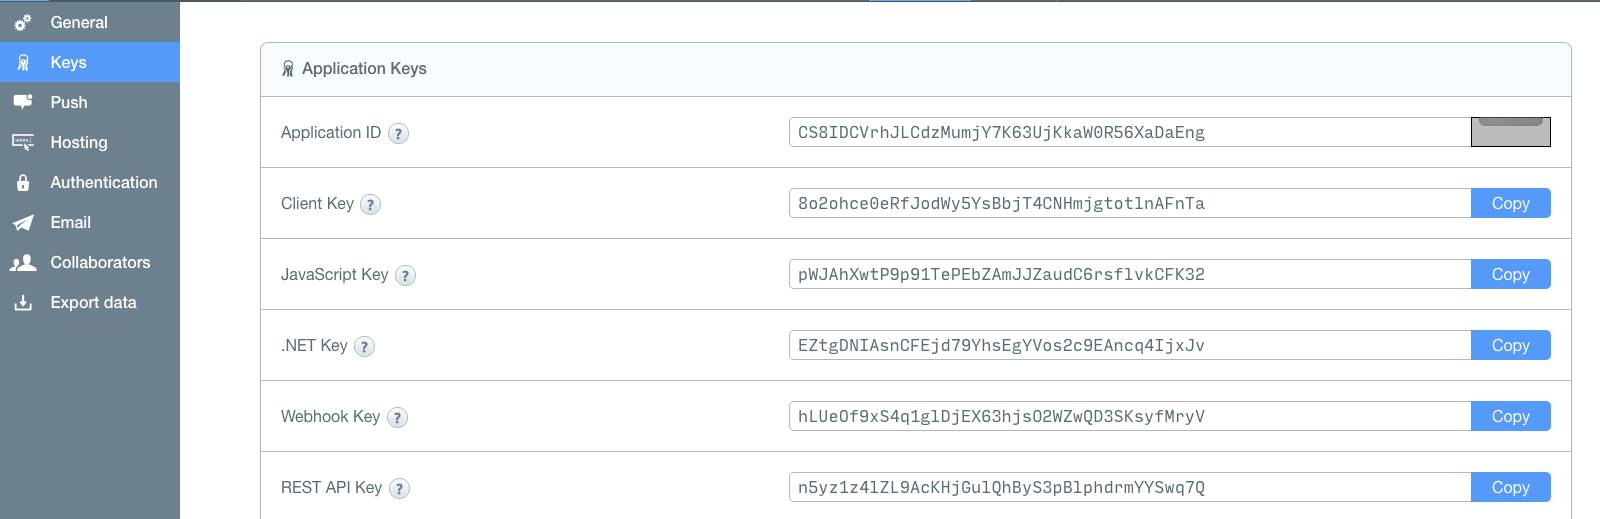 General
Keys
Push
Hosting
Authentication
Email
Collaborators
Export data
Application Keys
Application ID ? CS8IDCVrhJLCdzMumjY7K63UjKkaW0R56XaDaEng
Client Key ? 8o2ohce0eRfJodWy5YsBbjT4CNHmjgtotlnAFnTa Copy
JavaScript Key ? pWJAhXwtP9p91TePEbZAmJJZaudC6rsflvkCFK32 Copy
.NET Key ? EZtgDNIAsnCFEjd79YhsEgYVos2c9EAncq4IjxJv Copy
Webhook Key ? hLUeOf9xS4q1glDjEX63hjsO2WZwQD3SKsyfMryV Copy
REST API Key ? n5yz1z4lZL9AcKHjGulQhByS3pBlphdrmYYSwq7Q Copy